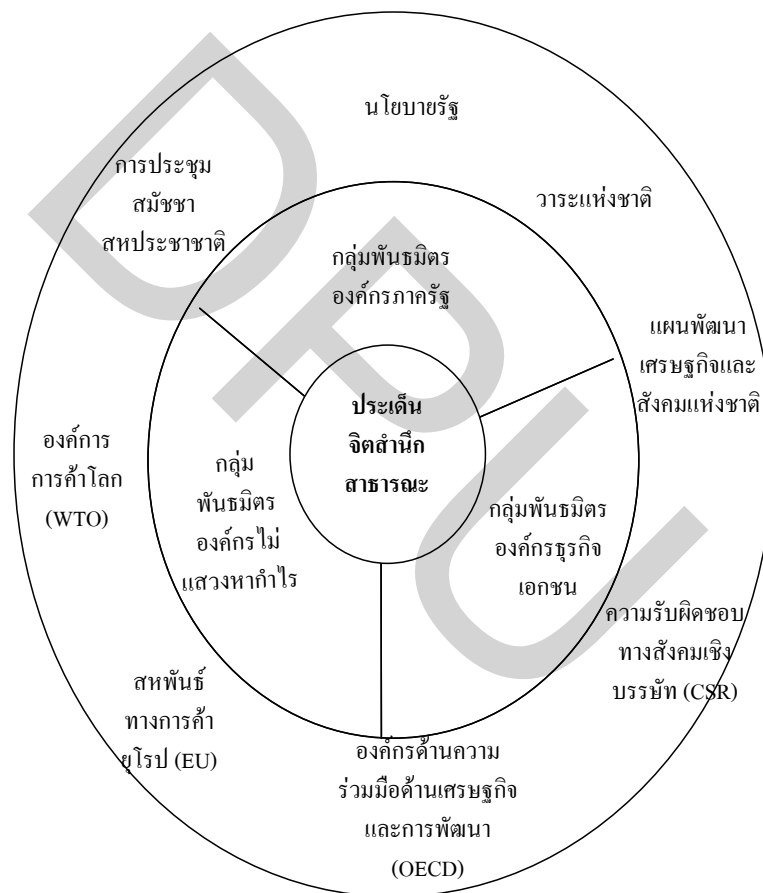 นโยบายรัฐ
การประชุม
สมัชชา
สหประชาชาติ
วาระแห่งชาติ
กลุ่มพันธมิตร
องค์กรภาครัฐ
แผนพัฒนา
เศรษฐกิจและ
สังคมแห่งชาติ
ประเด็น
จิตสำนึก
สาธารณะ
องค์การ
การค้าโลก
(WTO)
กลุ่ม
พันธมิตร
องค์กรไม่
แสวงหากำไร
กลุ่มพันธมิตร
องค์กรธุรกิจ
เอกชน
ความรับผิดชอบ
ทางสังคมเชิง
บรรษัท (CSR)
สหพันธ์
ทางการค้า
ยุโรป (EU)
องค์กรด้านความ
ร่วมมือด้านเศรษฐกิจ
และการพัฒนา
(OECD)
DPU